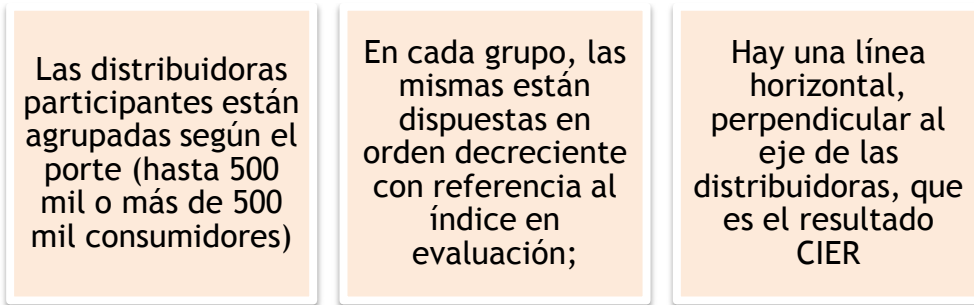 Las distribuidoras
participantes están
agrupadas según el
porte (hasta 500
mil o más de 500
mil consumidores)
En cada grupo, las
mismas están
dispuestas en
orden decreciente
con referencia al
índice en
evaluación;
Hay una línea
horizontal,
perpendicular al
eje de las
distribuidoras, que
es el resultado
CIER